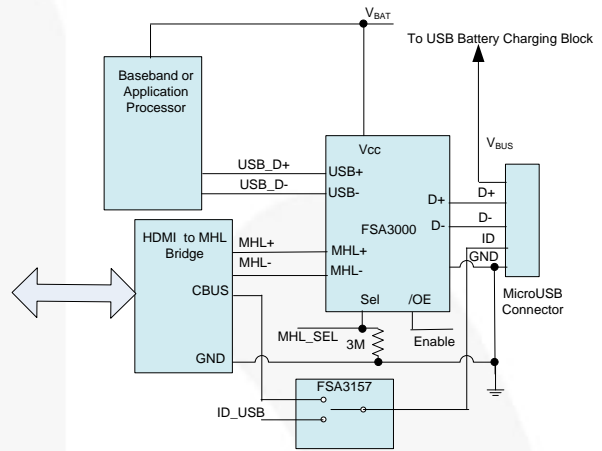 VBAT
To USB Battery Charging Block
Baseband or
Application
Processor
Vcc
VBUS
USB_D+
USB+
USB_D-
USB-
D+
D+
D-
D-
FSA3000
HDMI to MHL
Bridge
MHL+
MHL+
MHL-
MHL-
ID
GND
CBUS
Sel
/OE
MicroUSB
Connector
MHL_SEL
3M
Enable
GND
FSA3157
ID_USB